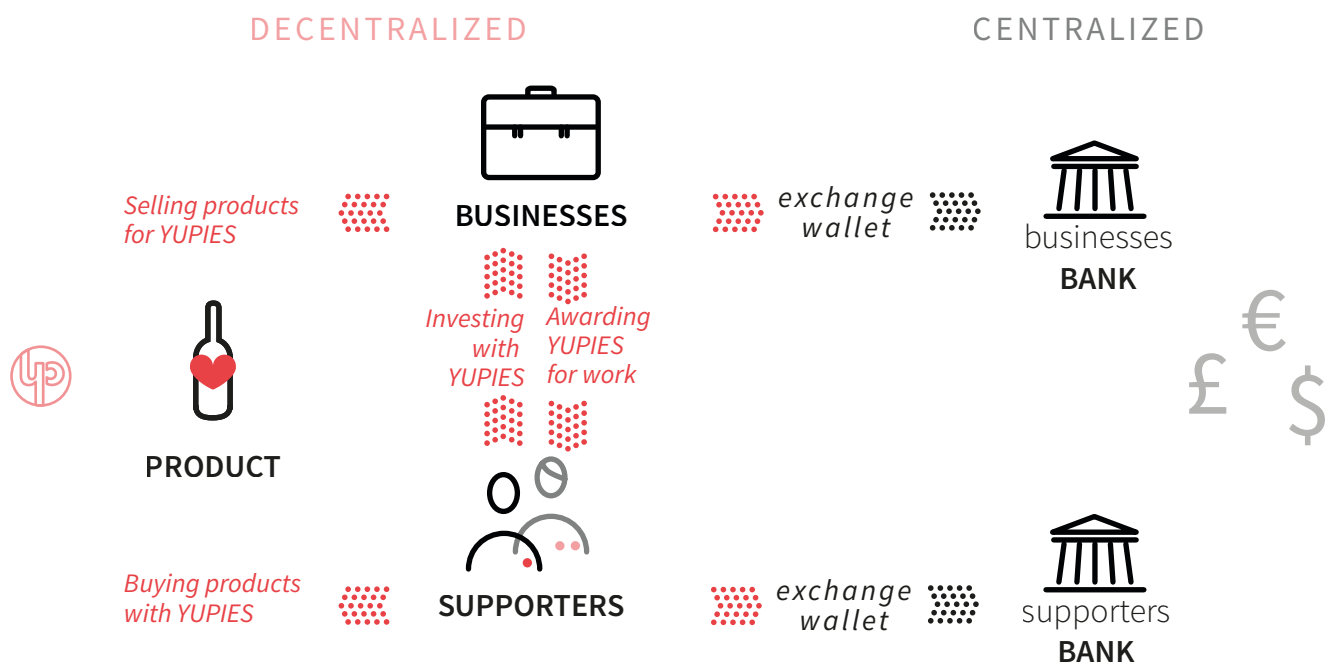 DECENTRALIZED
CENTRALIZED
Selling products
for YUPIES
BUSINESSES
exchange
wallet
businesses
BANK
Investing
with
YUPIES
Awarding
YUPIES
for work
PRODUCT
€
£
$
Buying products
with YUPIES
SUPPORTERS
exchange
wallet
supporters
BANK